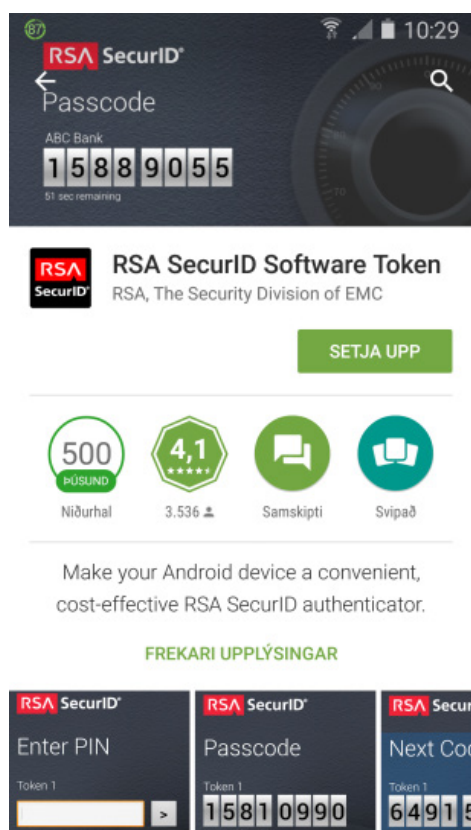 87 10:29
RSA SecurID®
Passcode
ABC Bank
15889055
51 sec remaining
RSA SecurID® RSA SecurID Software Token
RSA, The Security Division of EMC
SETJA UPP
500 ÞÚSUND 4,1
Niðurhal 3.536 Samskipti Svipað
Make your Android device a convenient,
cost-effective RSA SecurID authenticator.
FREKARI UPPLÝSINGAR
RSA SecurID®
Enter PIN
Token 1
>
RSA SecurID®
Passcode
Token 1
15810990
RSA Secur
Next Coc
Token 1
64915